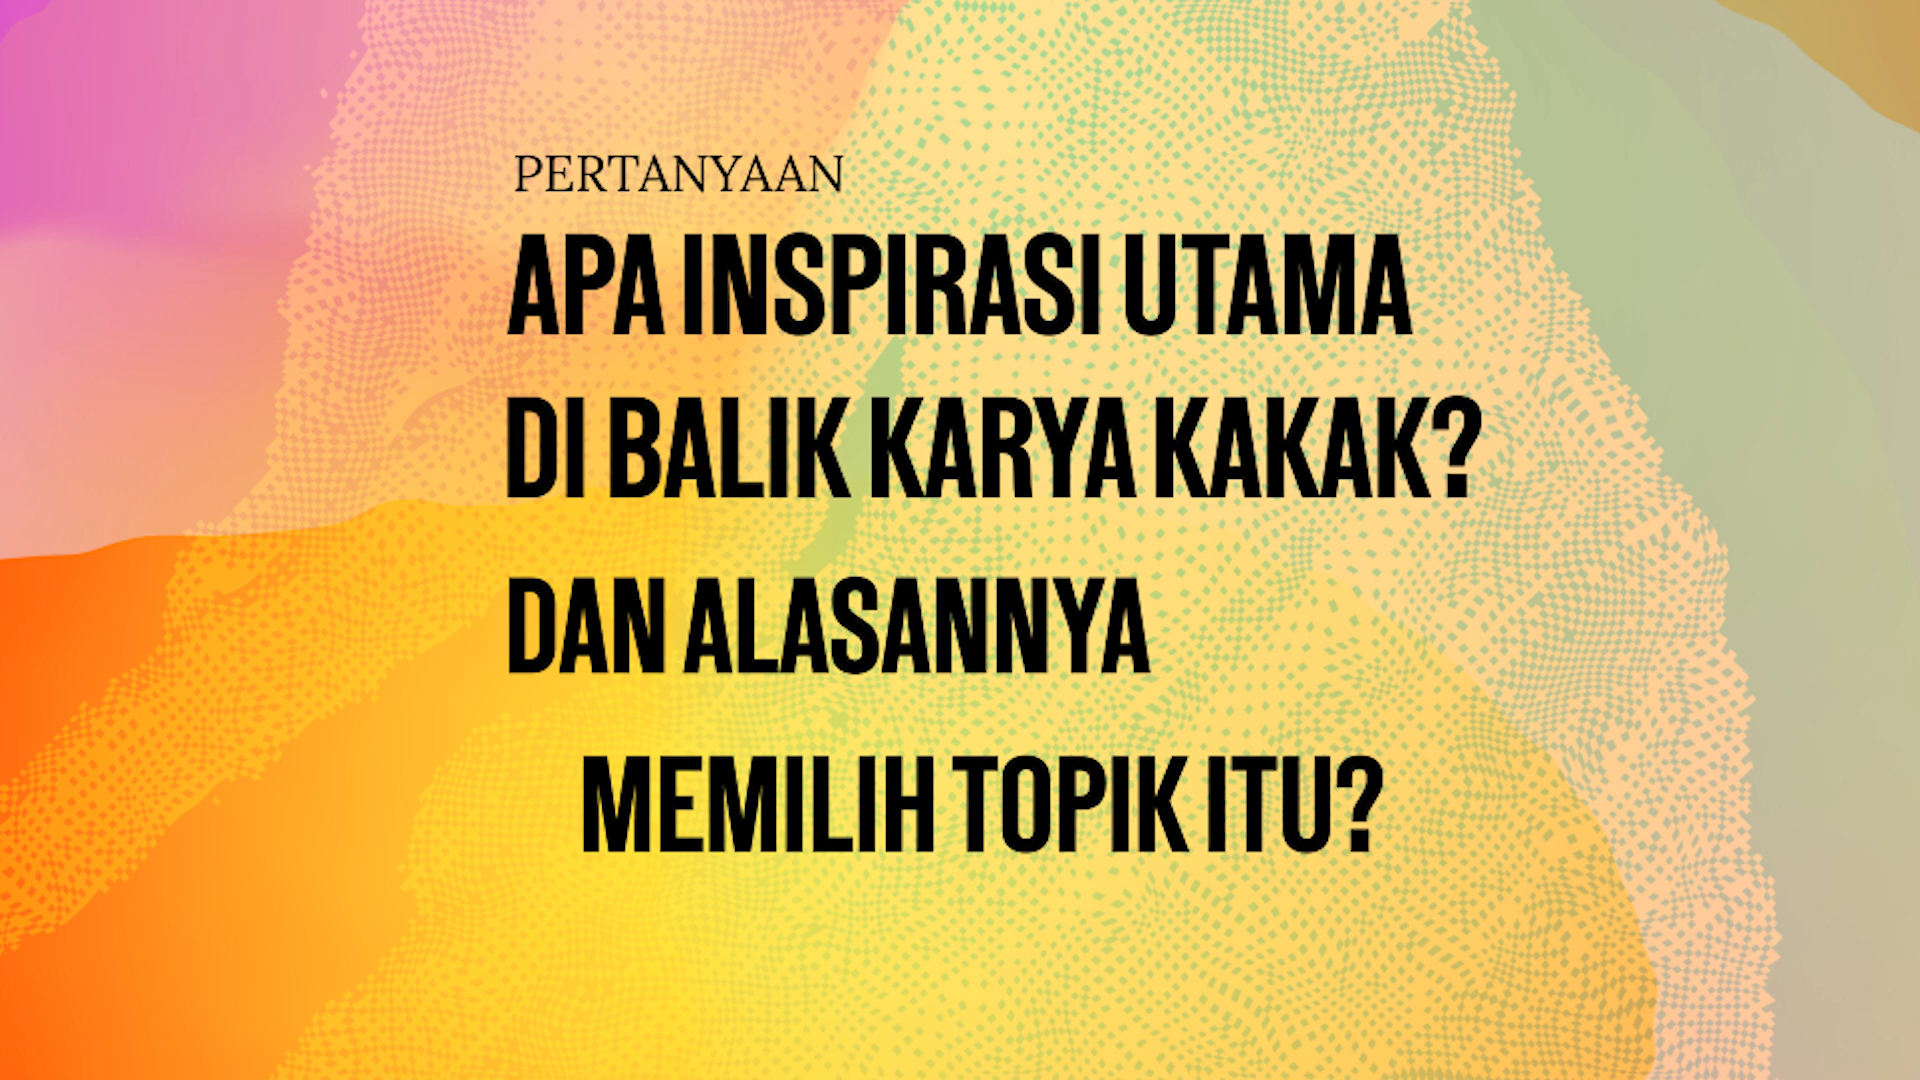 PERTANYAAN
APA INSPIRASI UTAMA
DI BALIK KARYA KAKAK?
DAN ALASANNYA
MEMILIH TOPIK ITU?